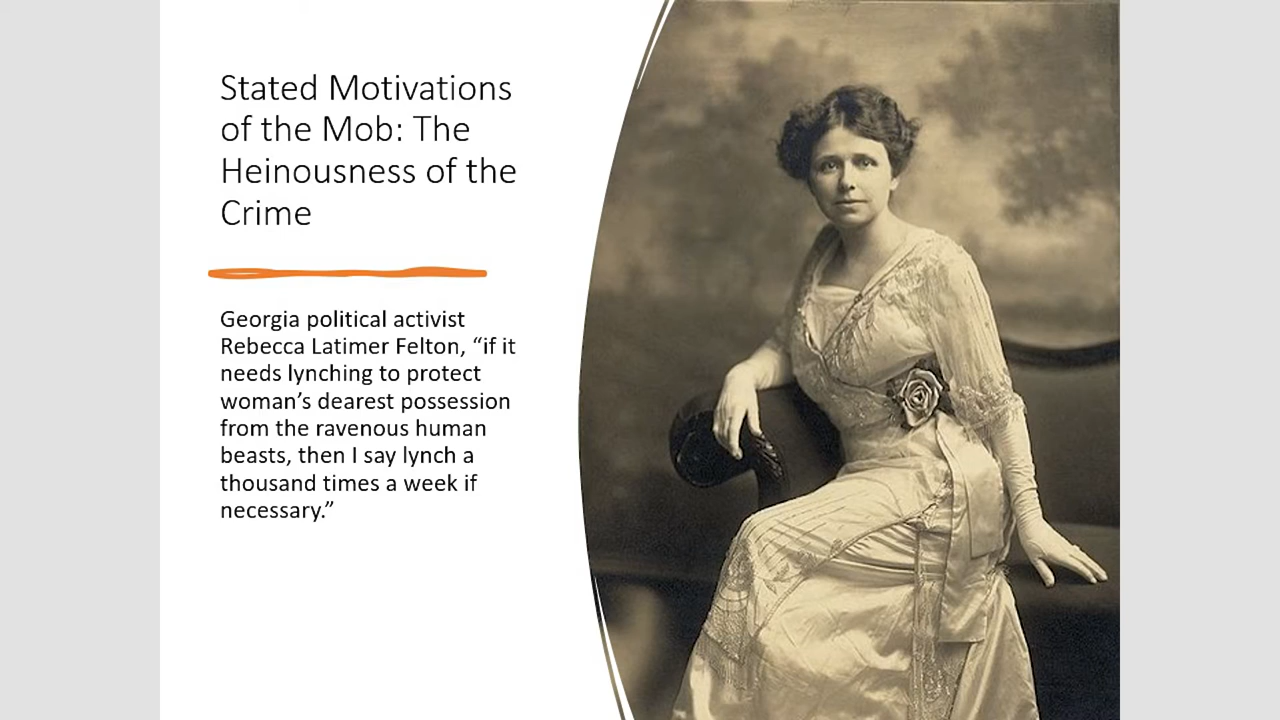 Stated Motivations
of the Mob: The
Heinousness of the
Crime
Georgia political activist
Rebecca Latimer Felton, “if it
needs lynching to protect
woman’s dearest possession
from the ravenous human
beasts, then I say lynch a
thousand times a week if
necessary.”